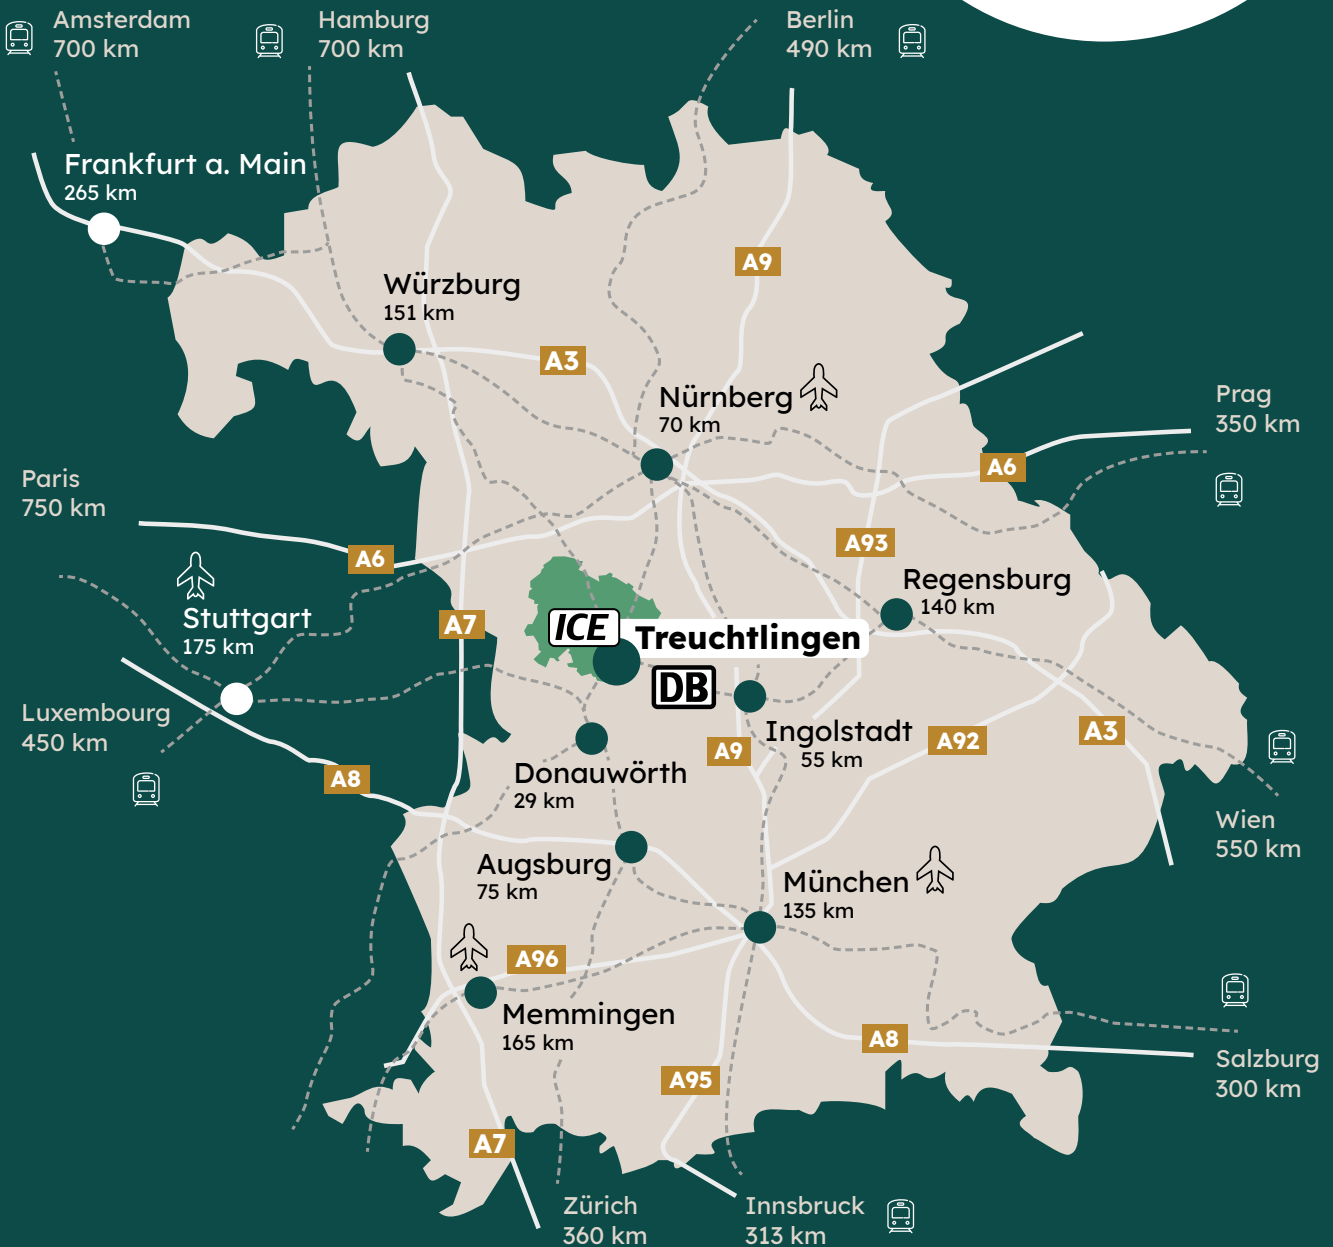 Amsterdam
700 km
Hamburg
700 km
Berlin
490 km
Frankfurt a. Main
265 km
A9
Würzburg
151 km
A3
Nürnberg
70 km
Prag
350 km
A6
Paris
750 km
A6
A93
Stuttgart
175 km
Regensburg
140 km
A7
ICE
Treuchtlingen
DB
Luxembourg
450 km
Ingolstadt
55 km
A9
A92
A3
A8
Donauwörth
29 km
Wien
550 km
Augsburg
75 km
München
135 km
A96
Memmingen
165 km
A8
Salzburg
300 km
A95
A7
Zürich
360 km
Innsbruck
313 km